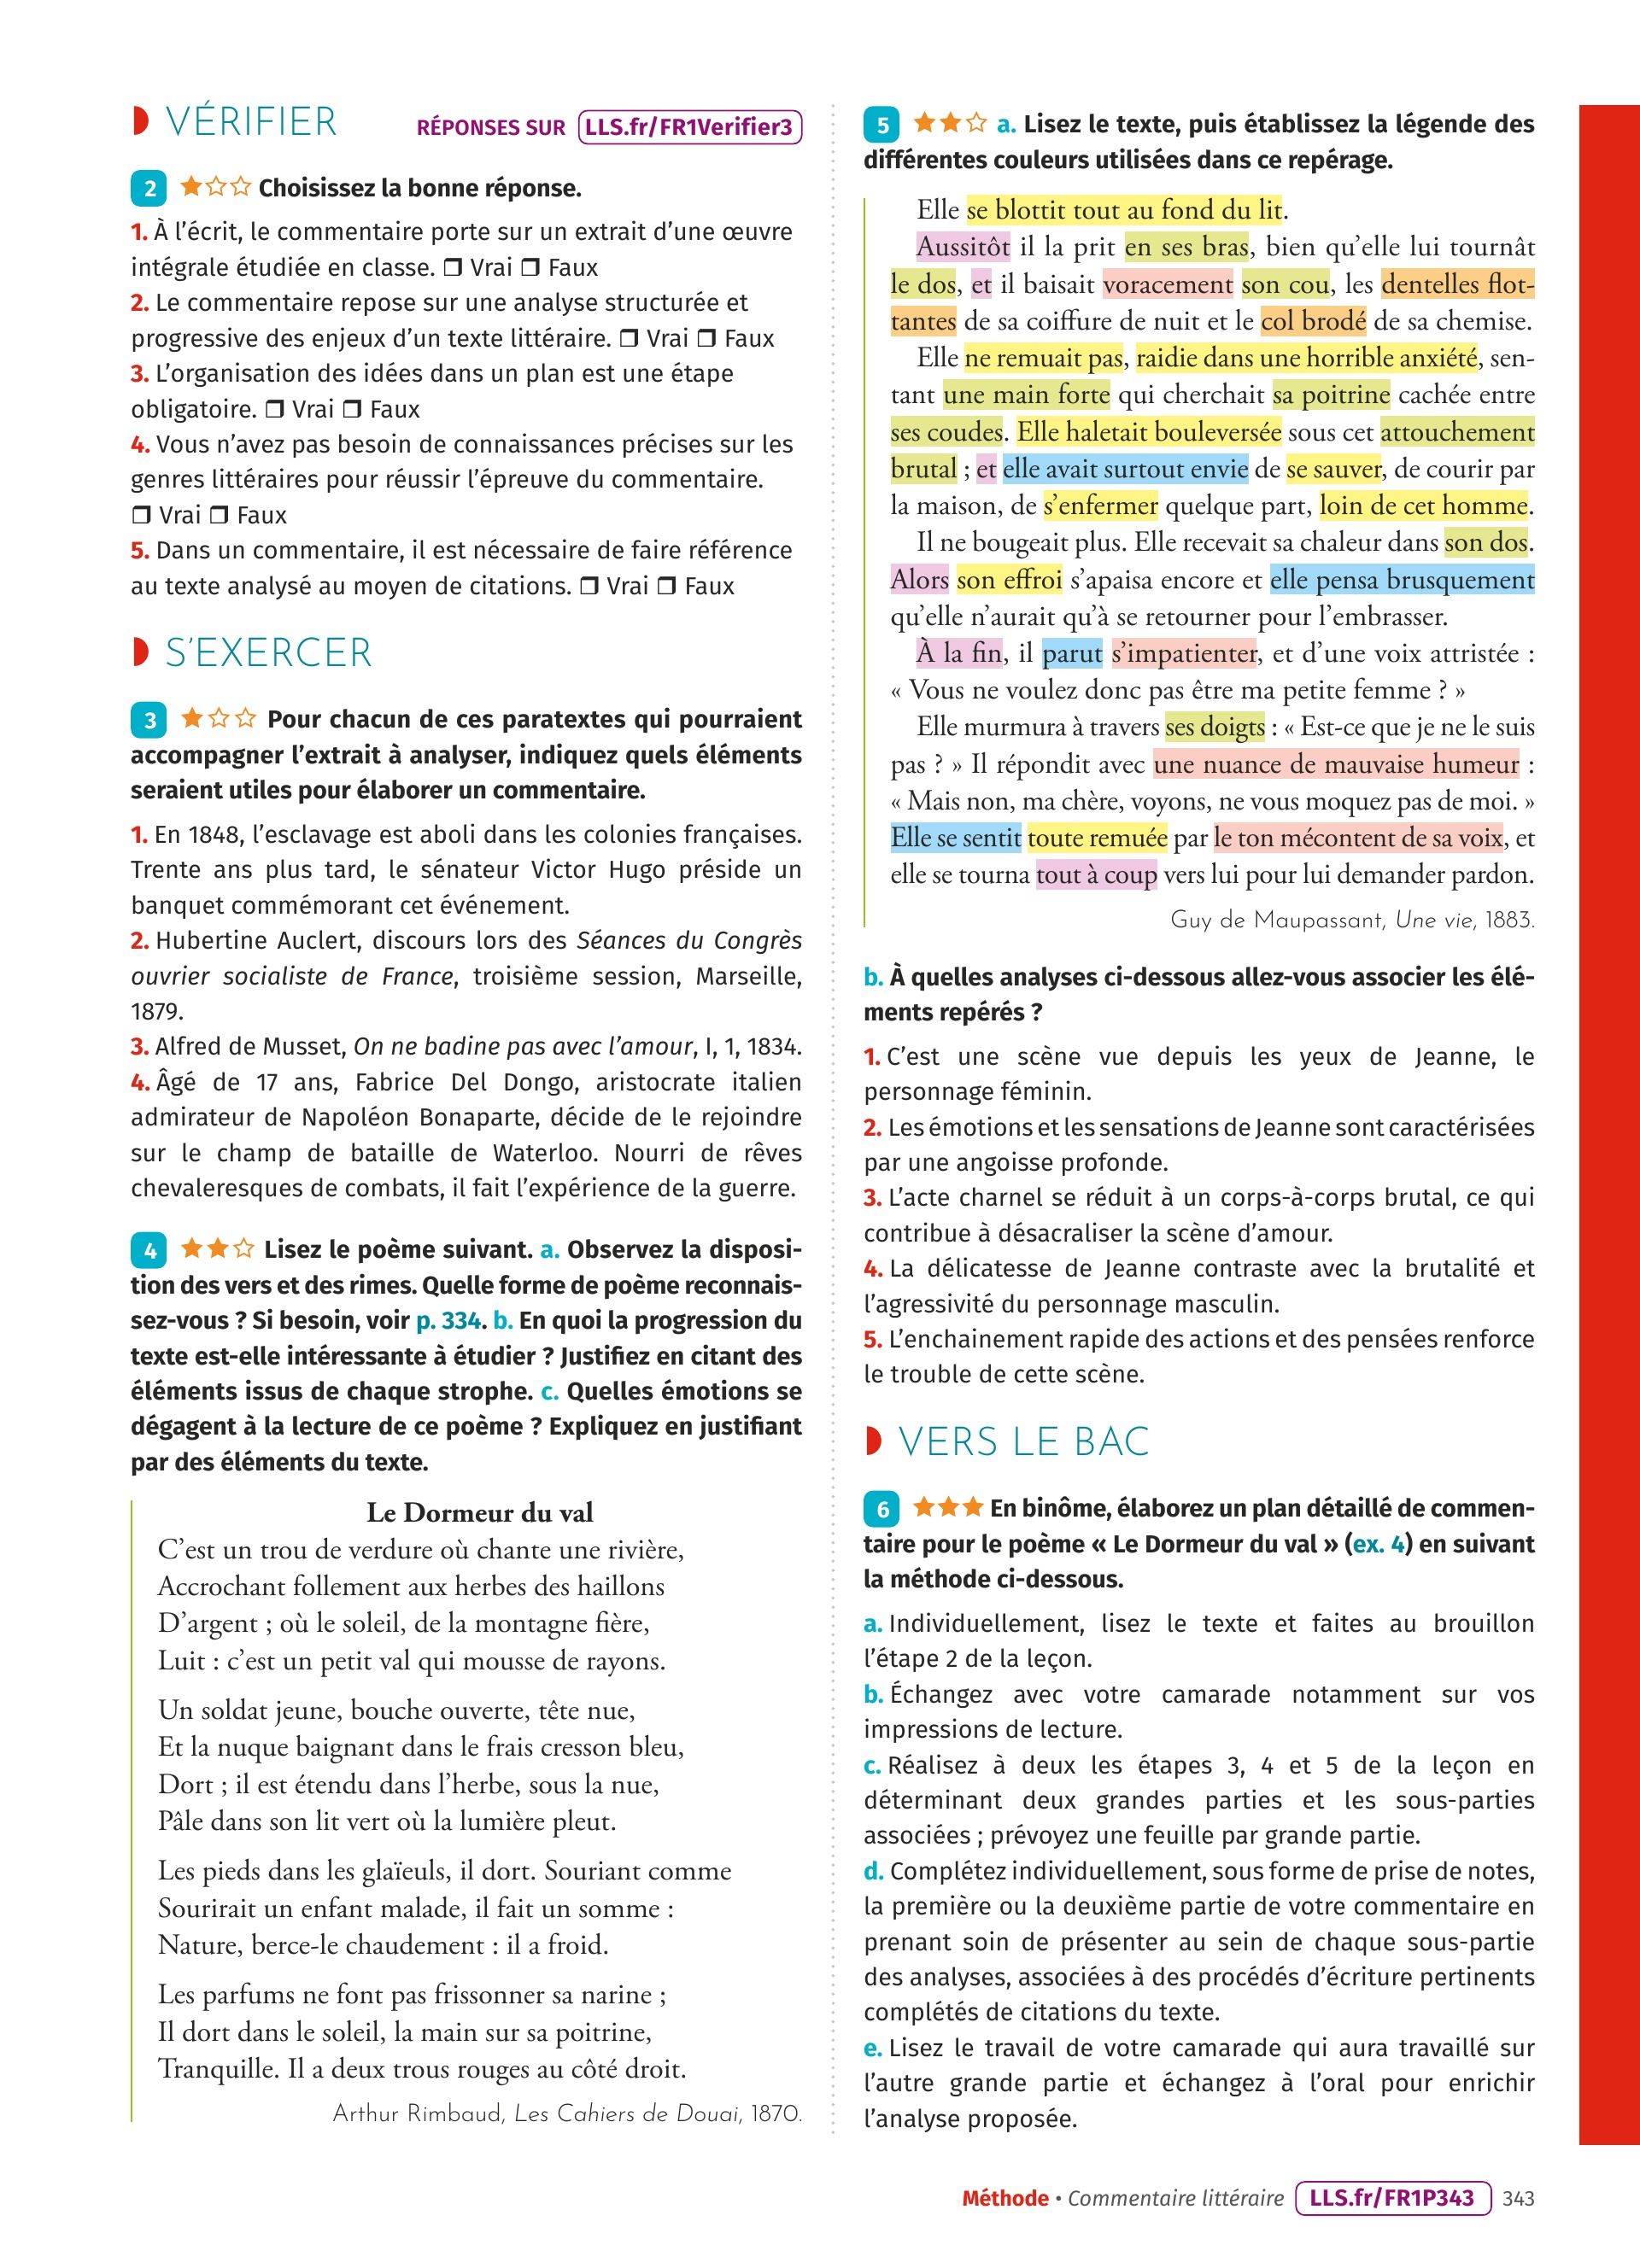 VÉRIFIER
RÉPONSES SUR LLS.fr/FR1Verifier3
2 ★☆☆ Choisissez la bonne réponse.
1. À l’écrit, le commentaire porte sur un extrait d’une œuvre
intégrale étudiée en classe. ❒ Vrai ❒ Faux
2. Le commentaire repose sur une analyse structurée et
progressive des enjeux d’un texte littéraire. ❒ Vrai ❒ Faux
3. L’organisation des idées dans un plan est une étape
obligatoire. ❒ Vrai ❒ Faux
4. Vous n’avez pas besoin de connaissances précises sur les
genres littéraires pour réussir l’épreuve du commentaire.
❒ Vrai ❒ Faux
5. Dans un commentaire, il est nécessaire de faire référence
au texte analysé au moyen de citations. ❒ Vrai ❒ Faux
S’EXERCER
3 ★☆☆ Pour chacun de ces paratextes qui pourraient
accompagner l’extrait à analyser, indiquez quels éléments
seraient utiles pour élaborer un commentaire.
1. En 1848, l’esclavage est aboli dans les colonies françaises.
Trente ans plus tard, le sénateur Victor Hugo préside un
banquet commémorant cet événement.
2. Hubertine Auclert, discours lors des Séances du Congrès
ouvrier socialiste de France, troisième session, Marseille,
1879.
3. Alfred de Musset, On ne badine pas avec l’amour, I, 1, 1834.
4. Âgé de 17 ans, Fabrice Del Dongo, aristocrate italien
admirateur de Napoléon Bonaparte, décide de le rejoindre
sur le champ de bataille de Waterloo. Nourri de rêves
chevaleresques de combats, il fait l’expérience de la guerre.
4 ★★☆ Lisez le poème suivant. a. Observez la disposi-
tion des vers et des rimes. Quelle forme de poème reconnais-
sez-vous ? Si besoin, voir p. 334. b. En quoi la progression du
texte est-elle intéressante à étudier ? Justifiez en citant des
éléments issus de chaque strophe. c. Quelles émotions se
dégagent à la lecture de ce poème ? Expliquez en justifiant
par des éléments du texte.
Le Dormeur du val
C’est un trou de verdure où chante une rivière,
Accrochant follement aux herbes des haillons
D’argent ; où le soleil, de la montagne fière,
Luit : c’est un petit val qui mousse de rayons.
Un soldat jeune, bouche ouverte, tête nue,
Et la nuque baignant dans le frais cresson bleu,
Dort ; il est étendu dans l’herbe, sous la nue,
Pâle dans son lit vert où la lumière pleut.
Les pieds dans les glaïeuls, il dort. Souriant comme
Sourirait un enfant malade, il fait un somme :
Nature, berce-le chaudement : il a froid.
Les parfums ne font pas frissonner sa narine ;
Il dort dans le soleil, la main sur sa poitrine,
Tranquille. Il a deux trous rouges au côté droit.
Arthur Rimbaud, Les Cahiers de Douai, 1870.
5 ★★☆ a. Lisez le texte, puis établissez la légende des
différentes couleurs utilisées dans ce repérage.
Elle se blottit tout au fond du lit.
Aussitôt il la prit en ses bras, bien qu’elle lui tournât
le dos, et il baisait voracement son cou, les dentelles flot-
tantes de sa coiffure de nuit et le col brodé de sa chemise.
Elle ne remuait pas, raidie dans une horrible anxiété, sen-
tant une main forte qui cherchait sa poitrine cachée entre
ses coudes. Elle haletait bouleversée sous cet attouchement
brutal ; et elle avait surtout envie de se sauver, de courir par
la maison, de s’enfermer quelque part, loin de cet homme.
Il ne bougeait plus. Elle recevait sa chaleur dans son dos.
Alors son effroi s’apaisa encore et elle pensa brusquement
qu’elle n’aurait qu’à se retourner pour l’embrasser.
À la fin, il parut s’impatienter, et d’une voix attristée :
« Vous ne voulez donc pas être ma petite femme ? »
Elle murmura à travers ses doigts : « Est-ce que je ne le suis
pas ? » Il répondit avec une nuance de mauvaise humeur :
« Mais non, ma chère, voyons, ne vous moquez pas de moi. »
Elle se sentit toute remuée par le ton mécontent de sa voix, et
elle se tourna tout à coup vers lui pour lui demander pardon.
Guy de Maupassant, Une vie, 1883.
b. À quelles analyses ci-dessous allez-vous associer les élé-
ments repérés ?
1. C’est une scène vue depuis les yeux de Jeanne, le
personnage féminin.
2. Les émotions et les sensations de Jeanne sont caractérisées
par une angoisse profonde.
3. L’acte charnel se réduit à un corps-à-corps brutal, ce qui
contribue à désacraliser la scène d’amour.
4. La délicatesse de Jeanne contraste avec la brutalité et
l’agressivité du personnage masculin.
5. L’enchainement rapide des actions et des pensées renforce
le trouble de cette scène.
VERS LE BAC
6 ★★★ En binôme, élaborez un plan détaillé de commen-
taire pour le poème « Le Dormeur du val » (ex. 4) en suivant
la méthode ci-dessous.
a. Individuellement, lisez le texte et faites au brouillon
l’étape 2 de la leçon.
b. Échangez avec votre camarade notamment sur vos
impressions de lecture.
c. Réalisez à deux les étapes 3, 4 et 5 de la leçon en
déterminant deux grandes parties et les sous-parties
associées ; prévoyez une feuille par grande partie.
d. Complétez individuellement, sous forme de prise de notes,
la première ou la deuxième partie de votre commentaire en
prenant soin de présenter au sein de chaque sous-partie
des analyses, associées à des procédés d’écriture pertinents
complétés de citations du texte.
e. Lisez le travail de votre camarade qui aura travaillé sur
l’autre grande partie et échangez à l’oral pour enrichir
l’analyse proposée.
Méthode • Commentaire littéraire LLS.fr/FR1P343 343